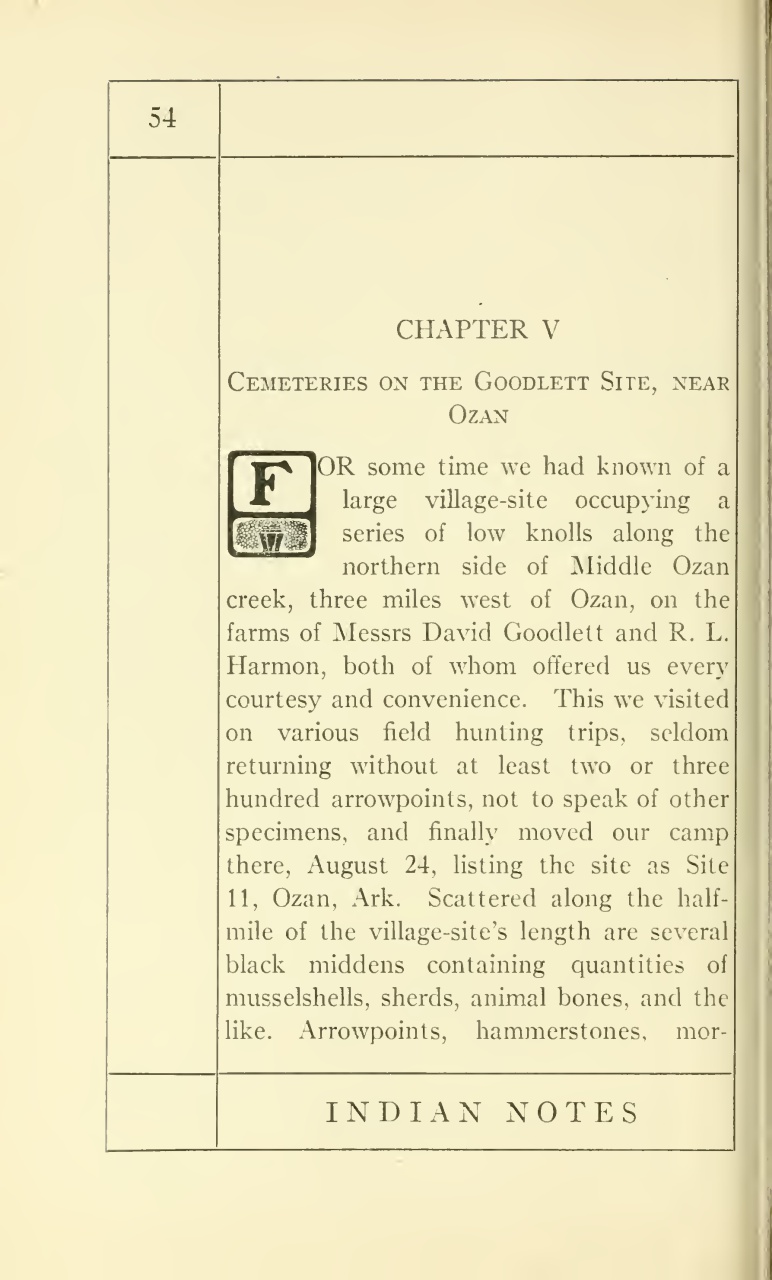 54
CHAPTER V
CEMETERIES ON THE GOODLETT SITE, NEAR
OZAN
FOR some time we had known of a
large village-site occupying a
series of low knolls along the
northern side of Middle Ozan
creek, three miles west of Ozan, on the
farms of Messrs David Goodlett and R. L.
Harmon, both of whom offered us every
courtesy and convenience. This we visited
on various field hunting trips, seldom
returning without at least two or three
hundred arrowpoints, not to speak of other
specimens, and finally moved our camp
there, August 24, listing the site as Site
11, Ozan, Ark. Scattered along the half-
mile of the village-site's length are several
black middens containing quantities of
musselshells, sherds, animal bones, and the
like. Arrowpoints, hammerstones, mor-
INDIAN NOTES